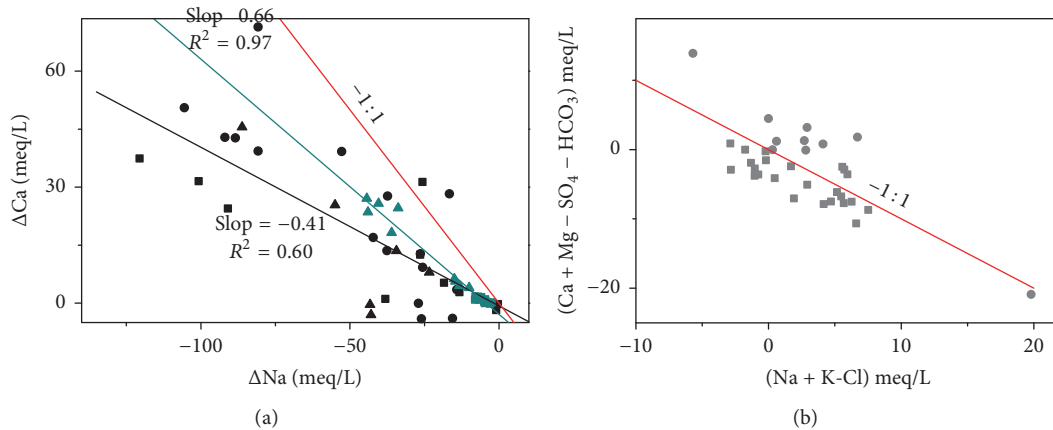 Slop 0.66
R² = 0.97
-1:1
60
30
0
Slop = −0.41
R² = 0.60
ΔCa (meq/L)
−100
−50
0
ΔNa (meq/L)
(a)
(Ca + Mg − SO₄ − HCO₃) meq/L
0
−20
-1:1
−10
0
10
20
(Na + K-Cl) meq/L
(b)